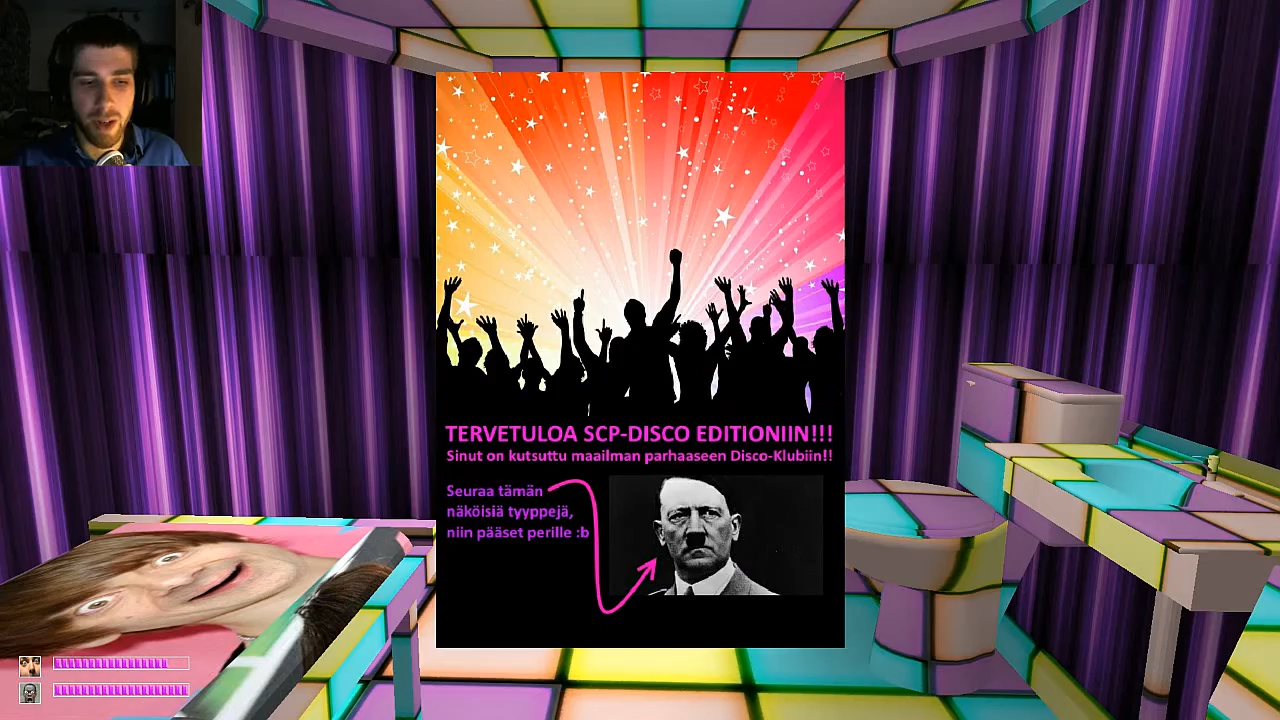 TERVETULOA SCP-DISCO EDITIONIIN!!!
Sinut on kutsuttu maailman parhaaseen Disco-Klubiin!!
Seuraa tämän
näköisiä tyyppejä,
niin pääset perille :b